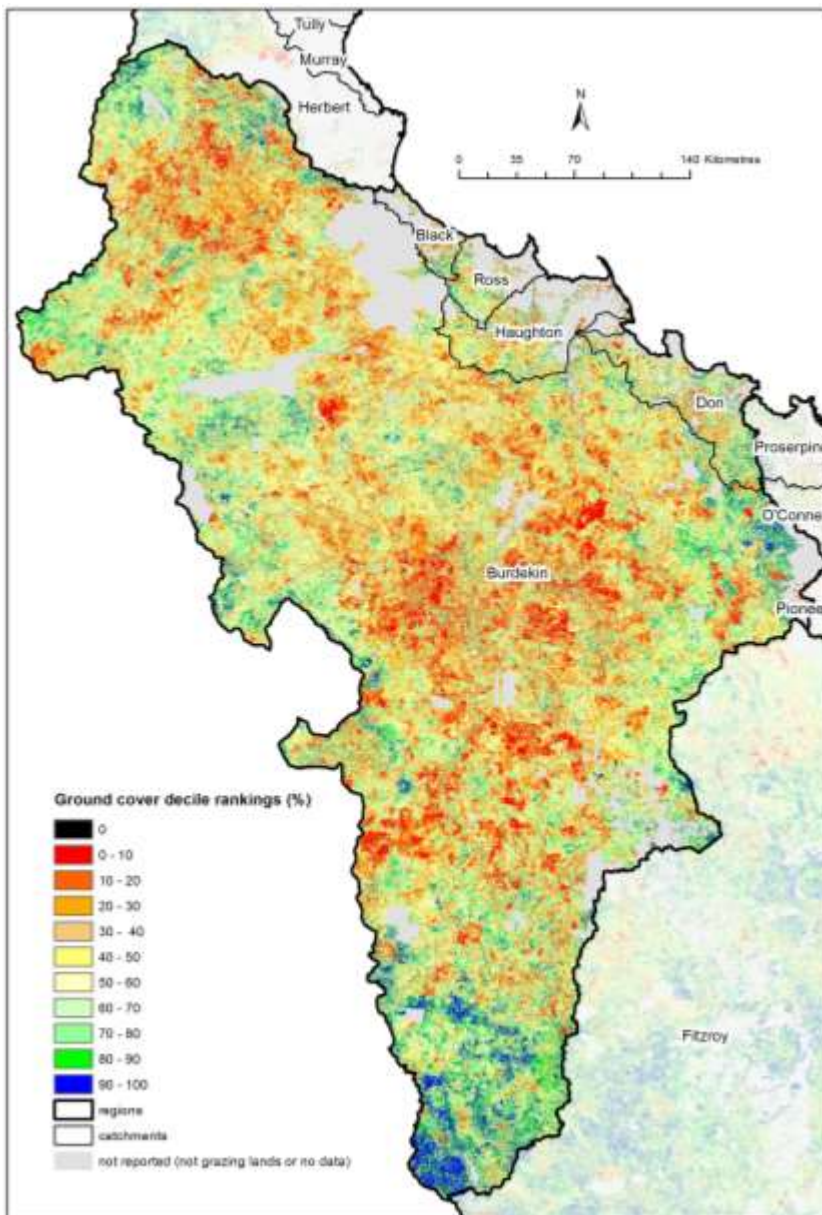 Tully
Murray
Herbert
N
0 35 70 140 Kilometres
Black
Ross
Haughton
Don
Proserpine
O'Conne
Burdekin
Pionee
Ground cover decile rankings (%)
0
0 - 10
10 - 20
20 - 30
30 - 40
40 - 50
50 - 60
60 - 70
70 - 80
80 - 90
90 - 100
regions
catchments
not reported (not grazing lands or no data)
Fitzroy